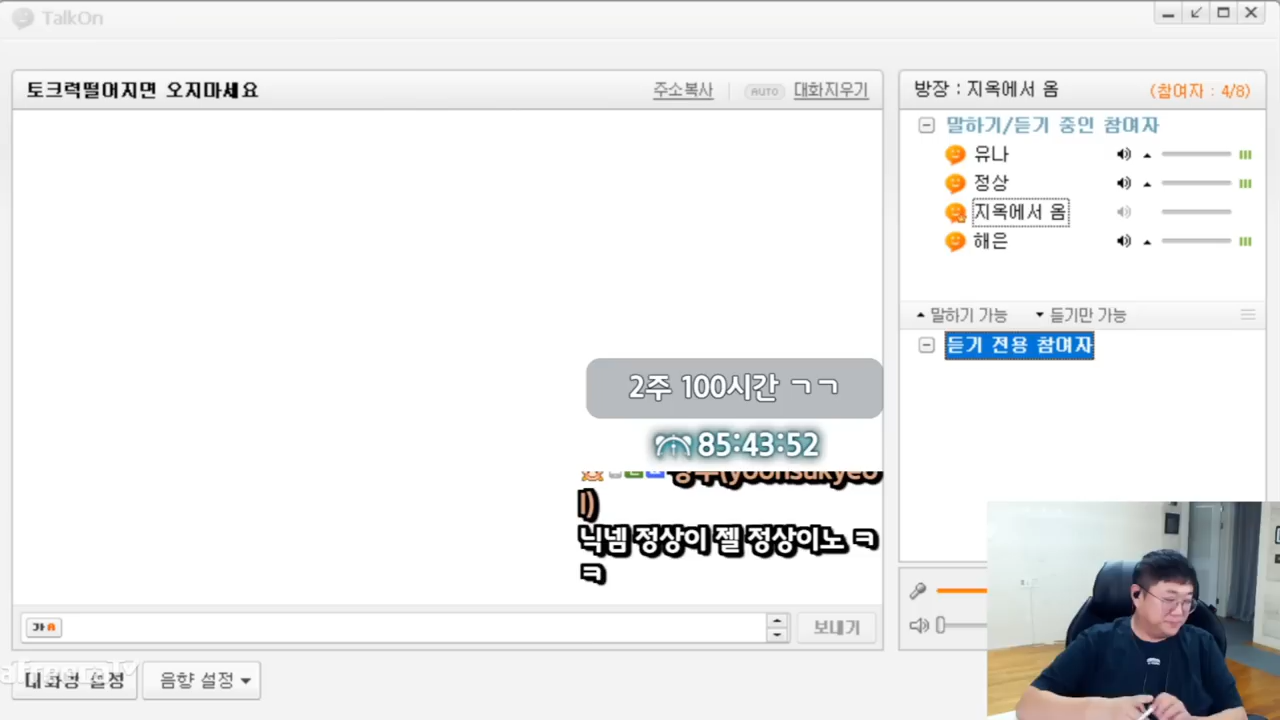 TalkOn
토크력떨어지면 오지마세요
주소복사
AUTO
대화지우기
방장 : 지옥에서 옴
(참여자 : 4/8)
말하기/듣기 중인 참여자
유나
정상
지옥에서 옴
해은
▲ 말하기 가능
▼ 듣기만 가능
듣기 전용 참여자
2주 100시간 ㄱㄱ
85:43:52
(yoonsukyeo
l)
닉넴 정상이 젤 정상이노 ㅋ
ㅋ
가
보내기
afreecaTV
대화명 설정
음향 설정